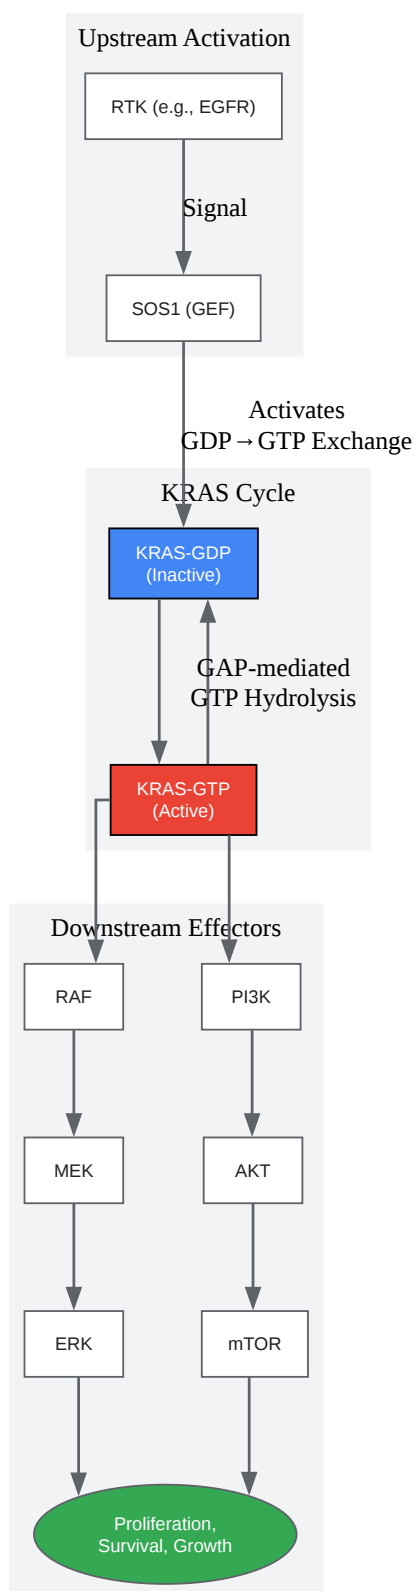 Upstream Activation
RTK (e.g., EGFR)
Signal
SOS1 (GEF)
Activates
GDP→GTP Exchange
KRAS Cycle
KRAS-GDP
(Inactive)
GAP-mediated
GTP Hydrolysis
KRAS-GTP
(Active)
Downstream Effectors
RAF
PI3K
MEK
AKT
ERK
mTOR
Proliferation,
Survival, Growth